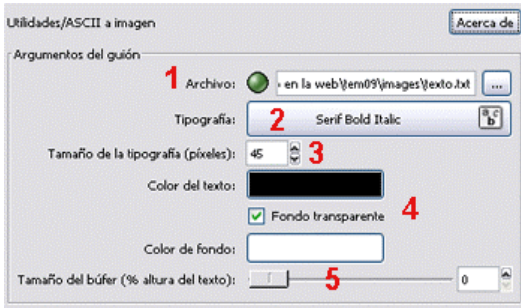 Utilidades/ASCII a imagen Acerca de
Argumentos del guión
1 Archivo: en la web\tem09\images\texto.txt ...
Tipografía: 2 Serif Bold Italic a b c
Tamaño de la tipografía (píxeles): 45 3
Color del texto:
Fondo transparente 4
Color de fondo:
Tamaño del búfer (% altura del texto): 5 0